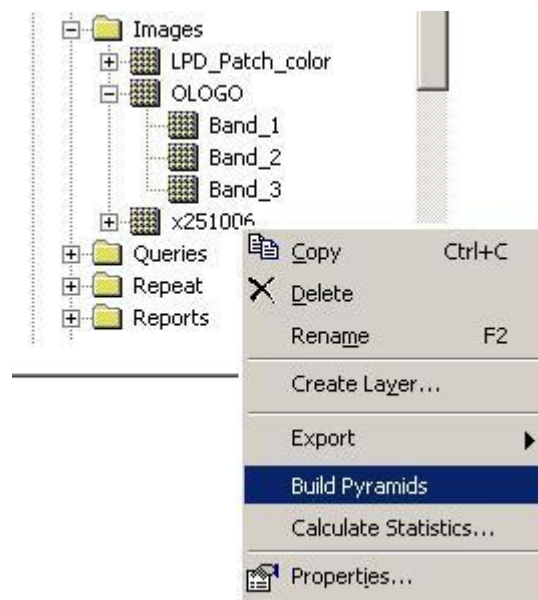 Images
LPD_Patch_color
OLOGO
Band_1
Band_2
Band_3
x251006
Queries
Repeat
Reports
Copy Ctrl+C
Delete
Rename F2
Create Layer...
Export
Build Pyramids
Calculate Statistics...
Properties...